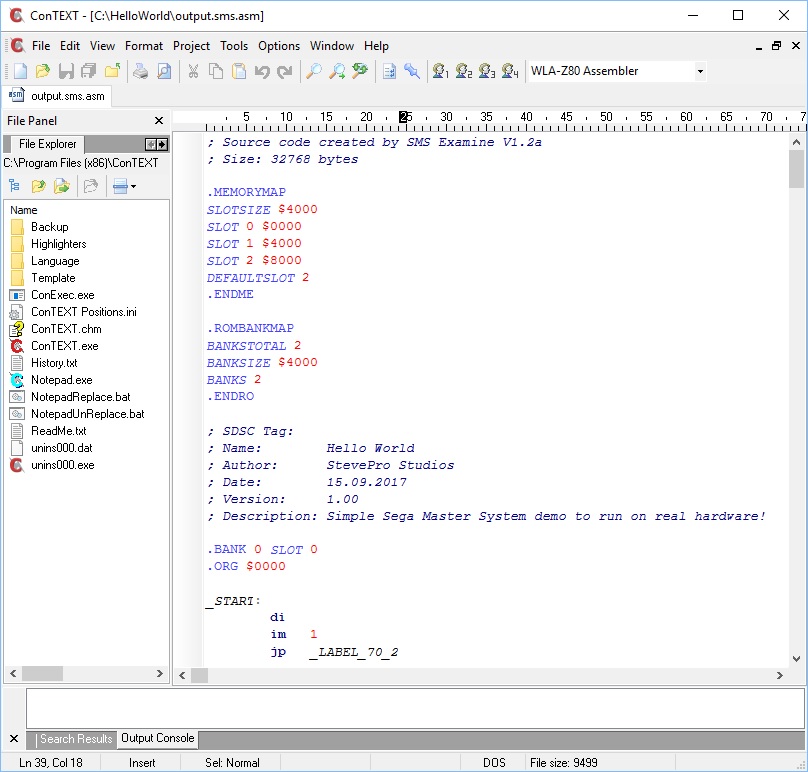 ConTEXT - [C:\HelloWorld\output.sms.asm]
File Edit View Format Project Tools Options Window Help
1 2 3 4 WLA-Z80 Assembler
output.sms.asm
File Panel
File Explorer
C:\Program Files (x86)\ConTEXT
Name
Backup
Highlighters
Language
Template
ConExec.exe
ConTEXT Positions.ini
ConTEXT.chm
ConTEXT.exe
History.txt
Notepad.exe
NotepadReplace.bat
NotepadUnReplace.bat
ReadMe.txt
unins000.dat
unins000.exe
5 10 15 20 25 30 35 40 45 50 55 60 65 70 7
; Source code created by SMS Examine V1.2a
; Size: 32768 bytes
.MEMORYMAP
SLOTSIZE $4000
SLOT 0 $0000
SLOT 1 $4000
SLOT 2 $8000
DEFAULTSLOT 2
.ENDME
.ROMBANKMAP
BANKSTOTAL 2
BANKSIZE $4000
BANKS 2
.ENDRO
; SDSC Tag:
; Name: Hello World
; Author: StevePro Studios
; Date: 15.09.2017
; Version: 1.00
; Description: Simple Sega Master System demo to run on real hardware!
.BANK 0 SLOT 0
.ORG $0000
_START:
di
im 1
jp _LABEL_70_2
Search Results Output Console
Ln 39, Col 18 Insert Sel: Normal DOS File size: 9499